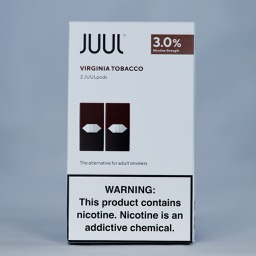 JUUL
3.0%
Nicotine Strength
VIRGINIA TOBACCO
2 JUULpods
The alternative for adult smokers
WARNING:
This product contains
nicotine. Nicotine is an
addictive chemical.